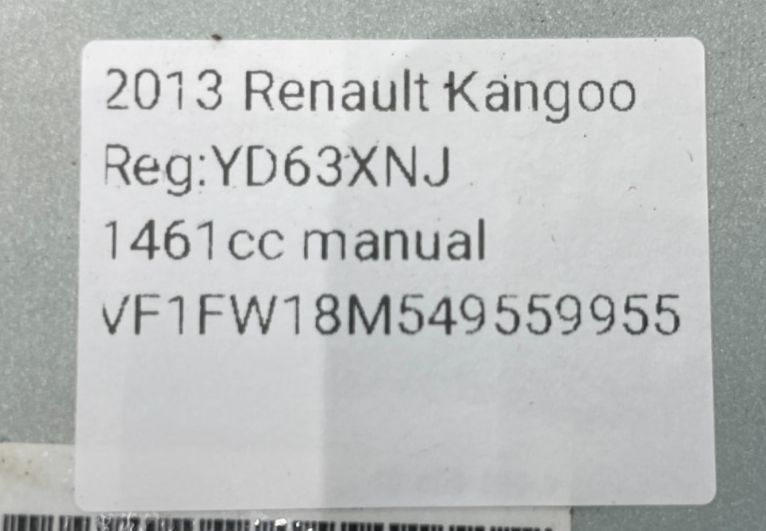 2013 Renault Kangoo
Reg:YD63XNJ
1461cc manual
VF1FW18M549559955